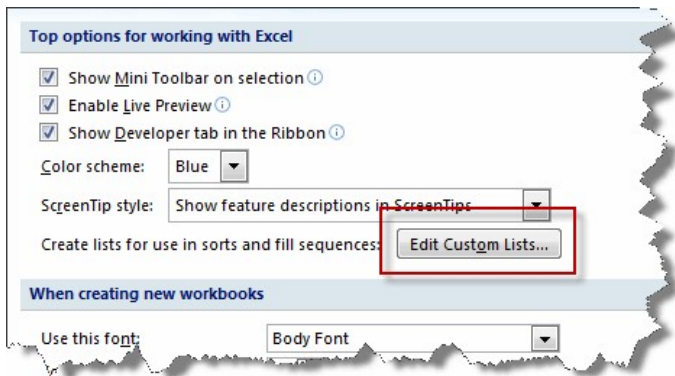 Top options for working with Excel
Show Mini Toolbar on selection
Enable Live Preview
Show Developer tab in the Ribbon
Color scheme: Blue
ScreenTip style: Show feature descriptions in ScreenTips
Create lists for use in sorts and fill sequences: Edit Custom Lists...
When creating new workbooks
Use this font: Body Font